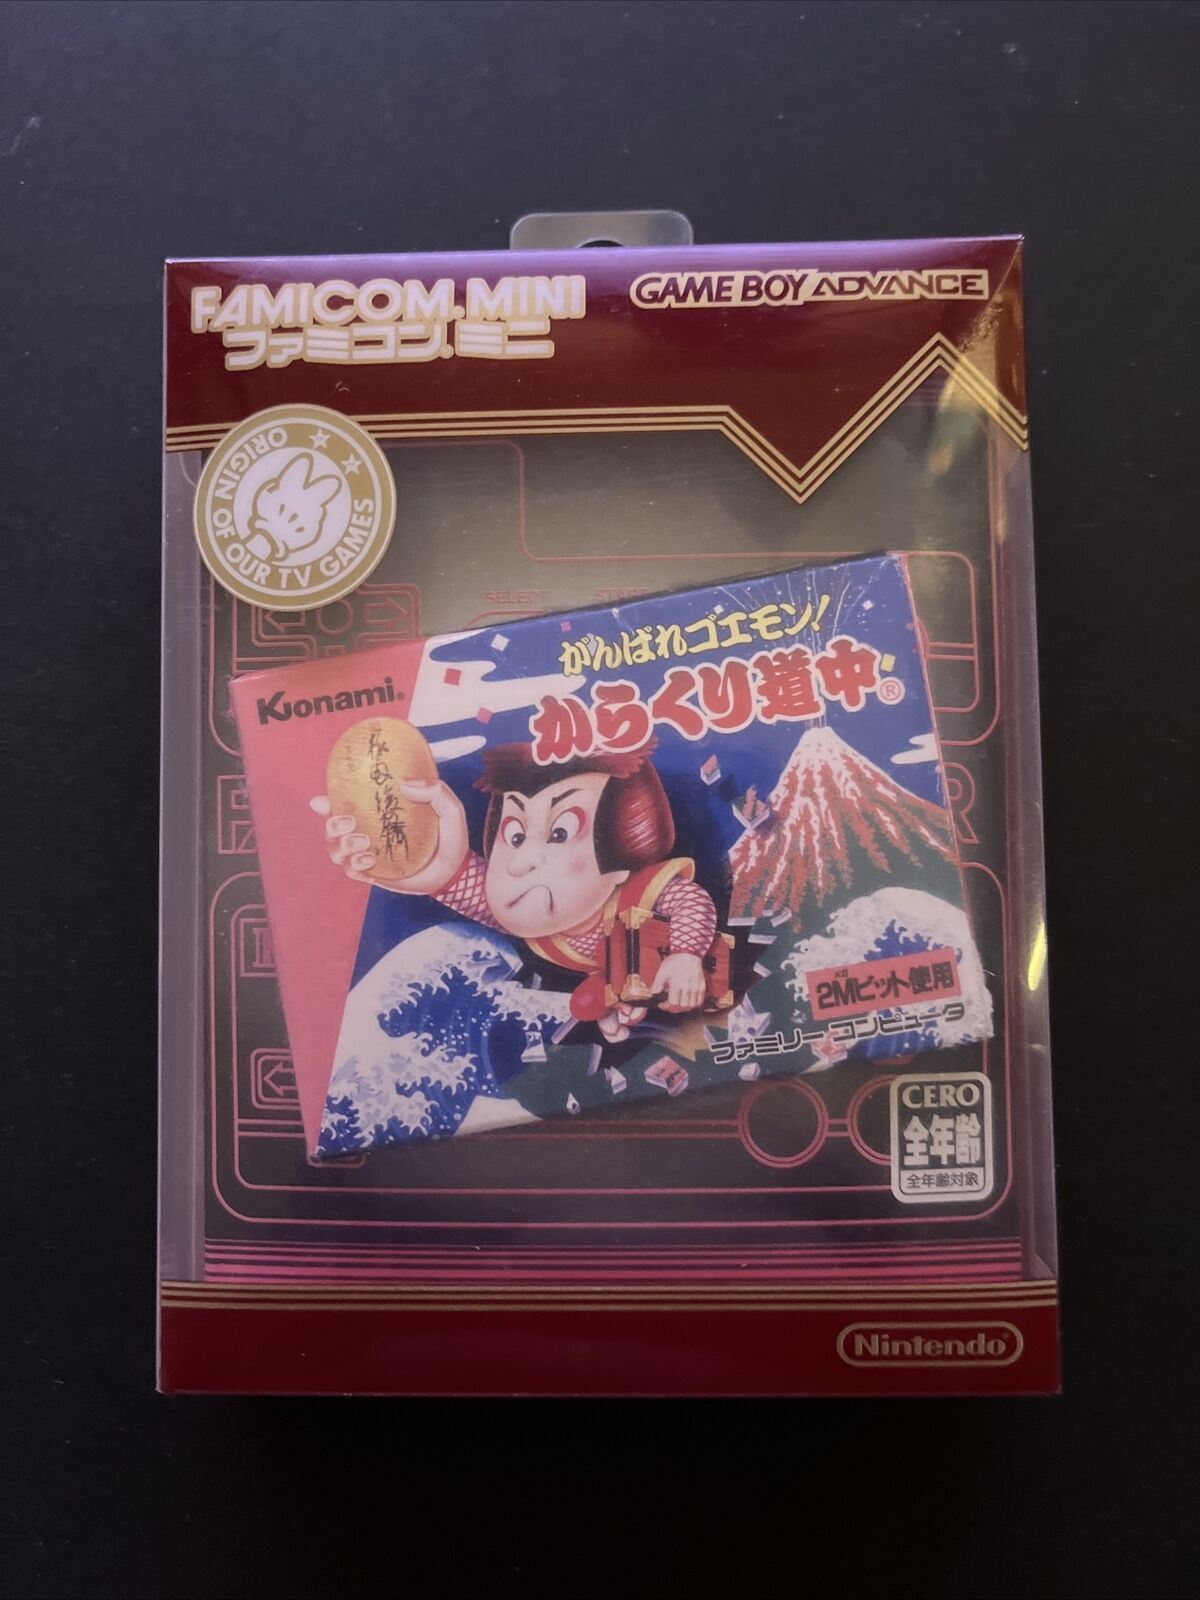 FAMICOM MINI
ファミコン ミニ
GAME BOY ADVANCE
ORIGIN OF OUR TV GAMES
SELECT
START
Konami®
がんばれゴエモン!
からくり道中®
メガ
2Mビット使用
ファミリーコンピュータ
CERO
全年齢
全年齢対象
Nintendo